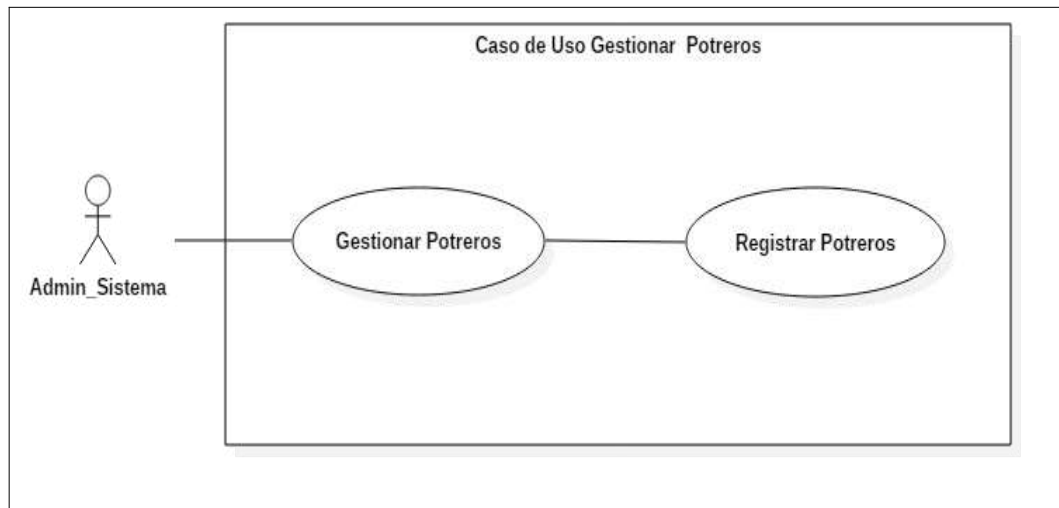 Caso de Uso Gestionar Potreros
Gestionar Potreros
Registrar Potreros
Admin_Sistema